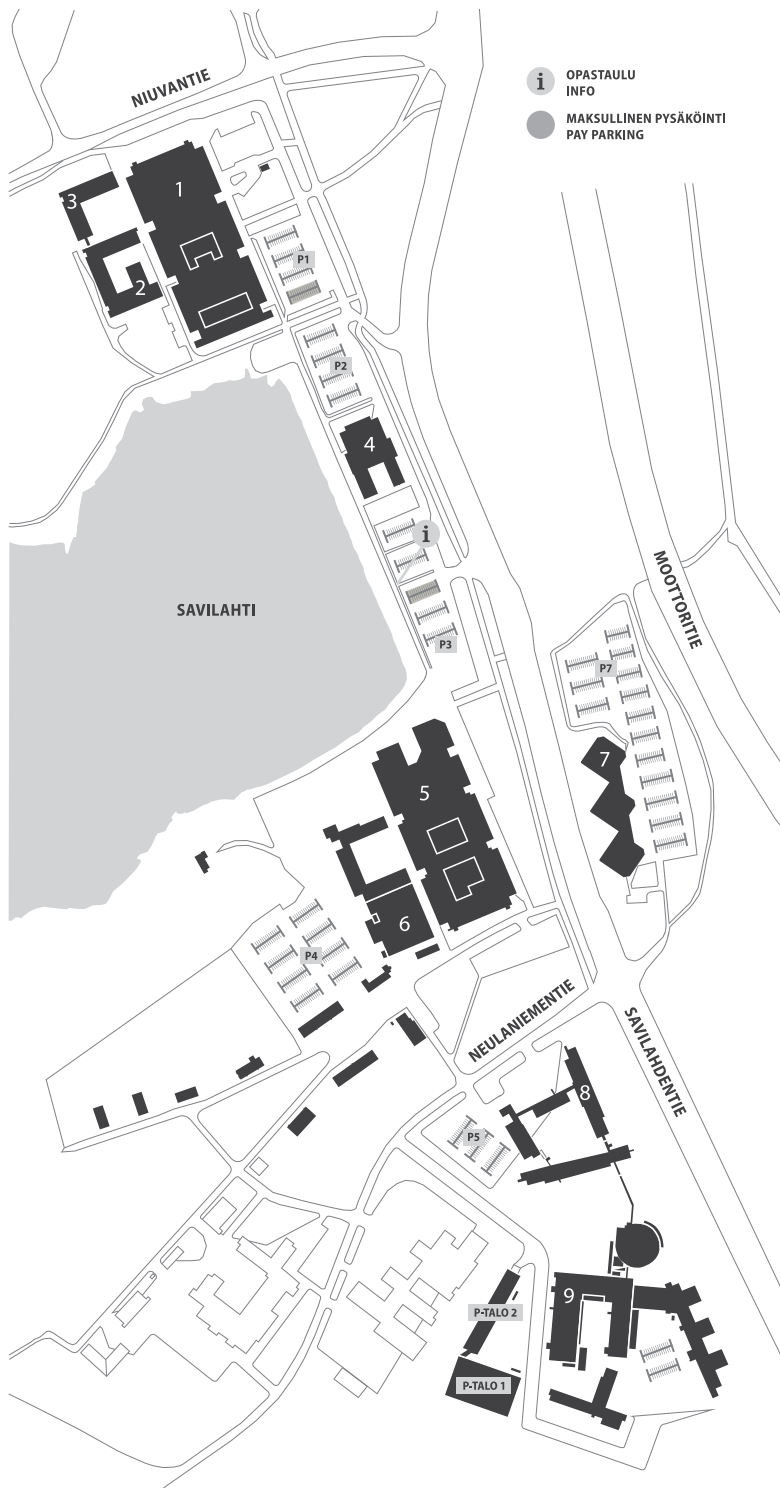 i
OPASTAULU
INFO
MAKSULLINEN PYSÄKÖINTI
PAY PARKING
NIUVANTIE
1
3
2
P1
P2
4
i
SAVILAHTI
MOOTTORITIE
P3
P7
7
5
6
P4
NEULANIEMENTIE
SAVILAHDENTIE
8
P5
9
P-TALO 2
P-TALO 1